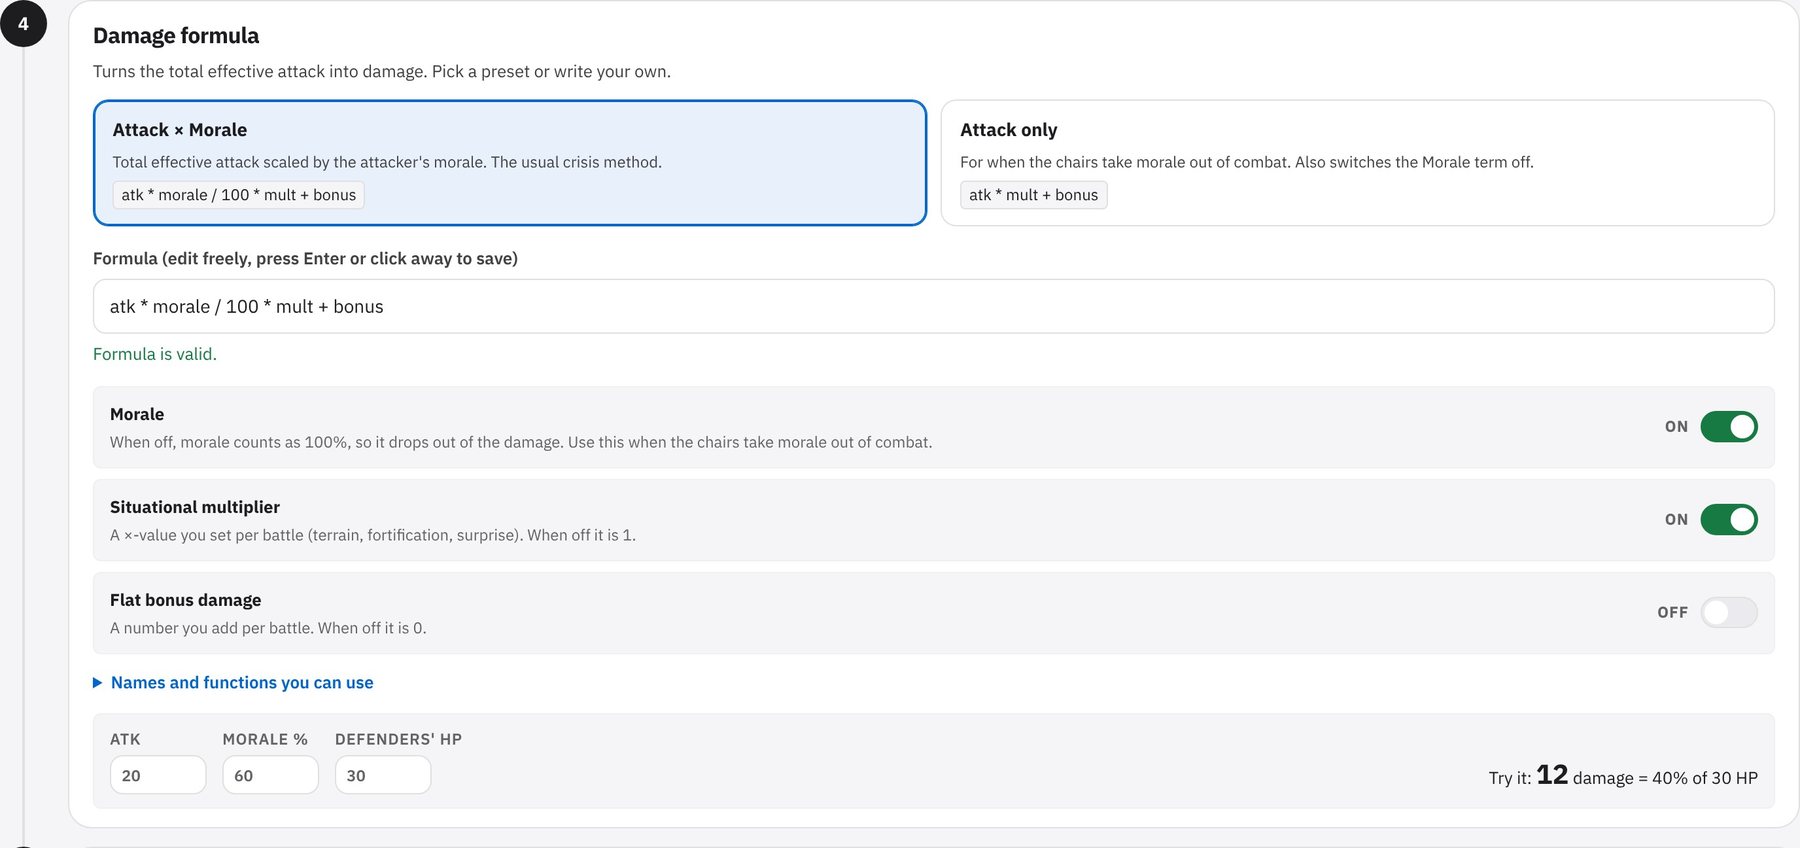 4
Damage formula
Turns the total effective attack into damage. Pick a preset or write your own.
Attack × Morale
Total effective attack scaled by the attacker's morale. The usual crisis method.
atk * morale / 100 * mult + bonus
Attack only
For when the chairs take morale out of combat. Also switches the Morale term off.
atk * mult + bonus
Formula (edit freely, press Enter or click away to save)
atk * morale / 100 * mult + bonus
Formula is valid.
Morale
When off, morale counts as 100%, so it drops out of the damage. Use this when the chairs take morale out of combat.
ON
Situational multiplier
A ×-value you set per battle (terrain, fortification, surprise). When off it is 1.
ON
Flat bonus damage
A number you add per battle. When off it is 0.
OFF
Names and functions you can use
ATK
20
MORALE %
60
DEFENDERS' HP
30
Try it: 12 damage = 40% of 30 HP